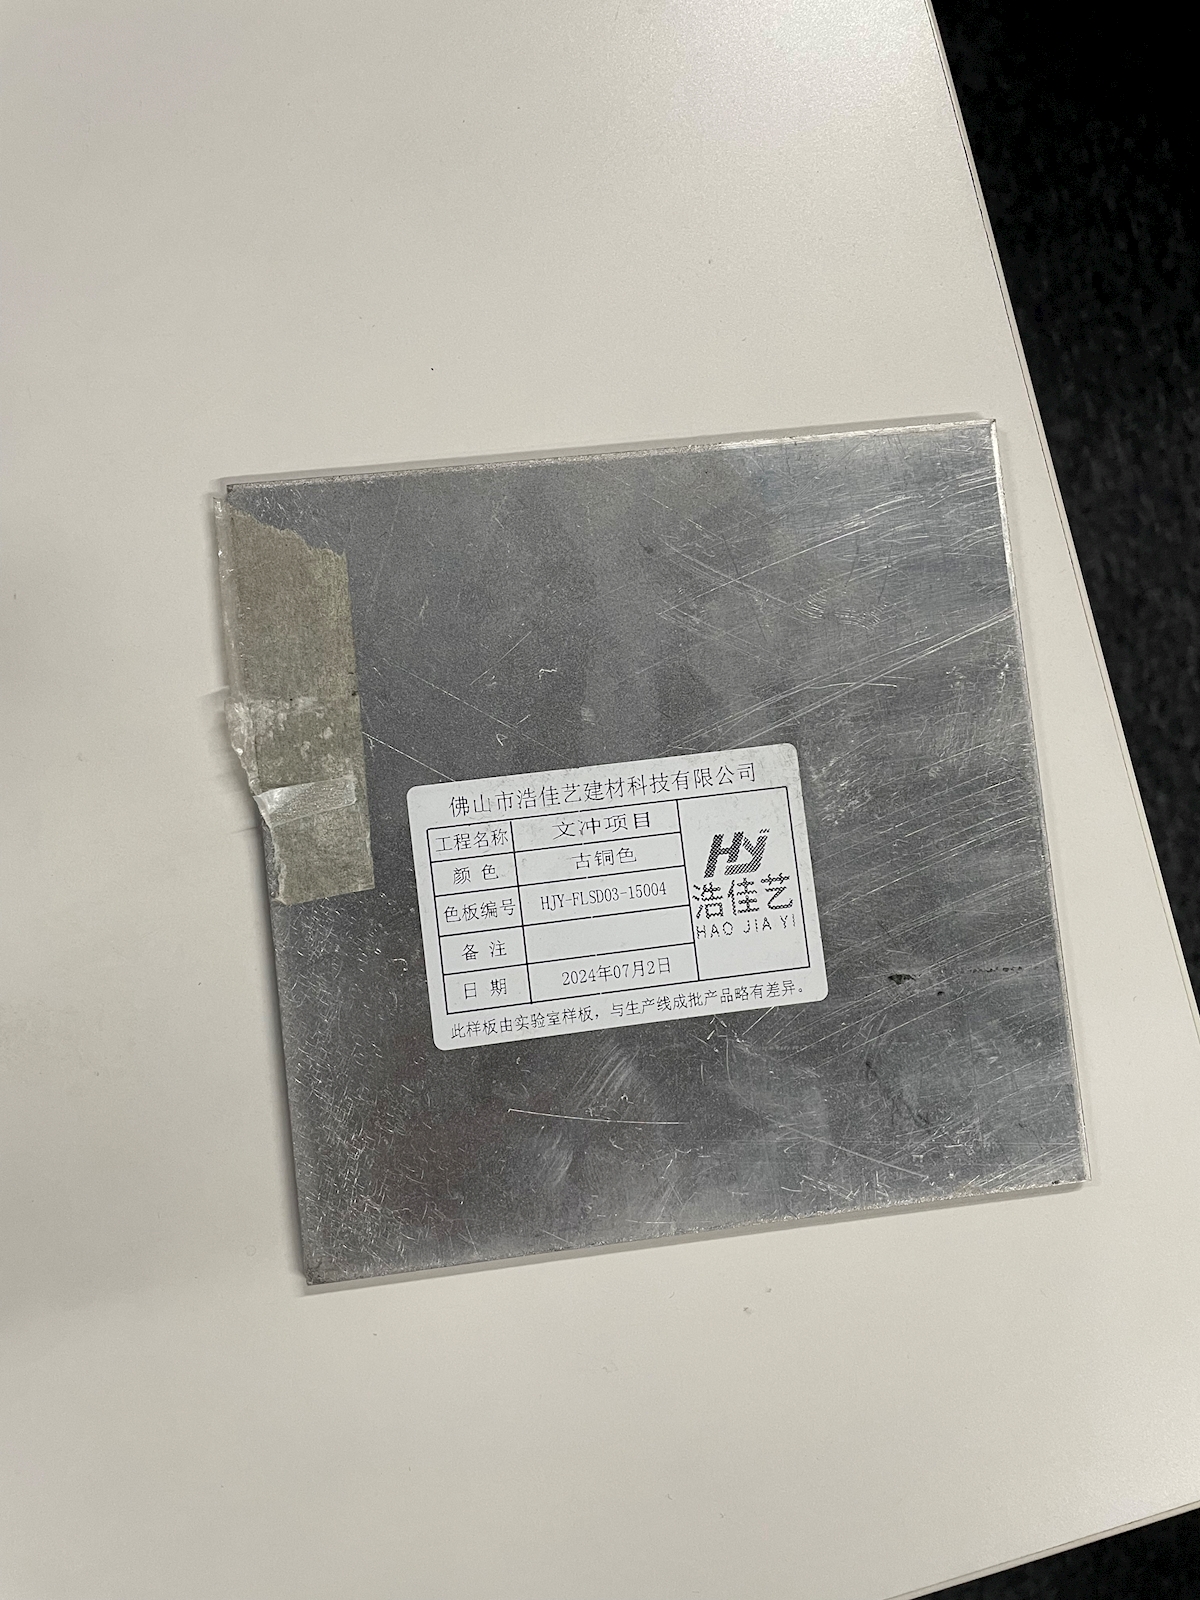 佛山市浩佳艺建材科技有限公司
工程名称 文冲项目
颜 色 古铜色
色板编号 HJY-FLSD03-15004
备 注
日 期 2024年07月2日
HJY
浩佳艺
HAO JIA YI
此样板由实验室样板，与生产线成批产品略有差异。